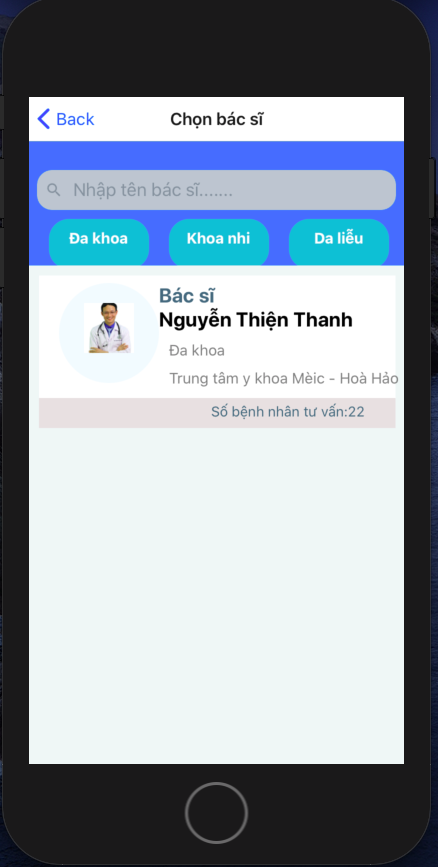 Back
Chọn bác sĩ
Nhập tên bác sĩ.......
Đa khoa
Khoa nhi
Da liễu
Bác sĩ
Nguyễn Thiện Thanh
Đa khoa
Trung tâm y khoa Mèic - Hoà Hảo
Số bệnh nhân tư vấn:22